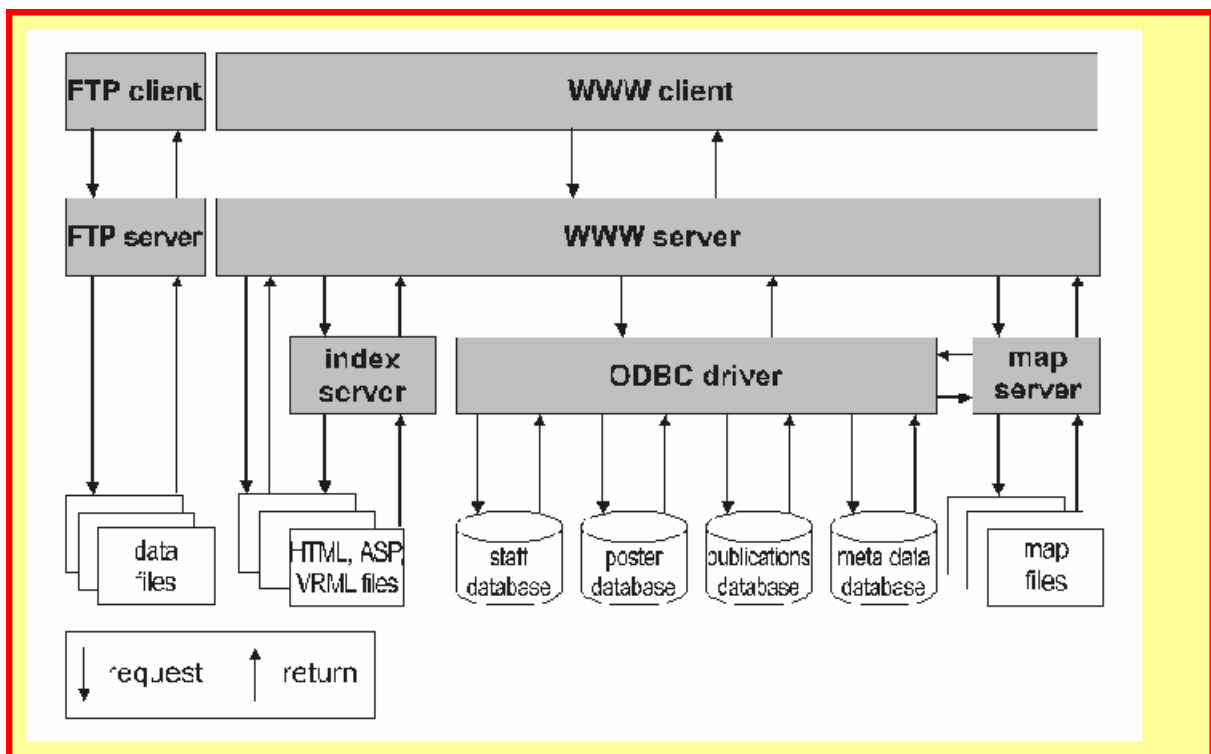 FTP client
WWW client
FTP server
WWW server
index
server
ODBC driver
map
server
data
files
HTML, ASP,
VRML files
staff
database
poster
database
publications
database
meta data
database
map
files
request
return